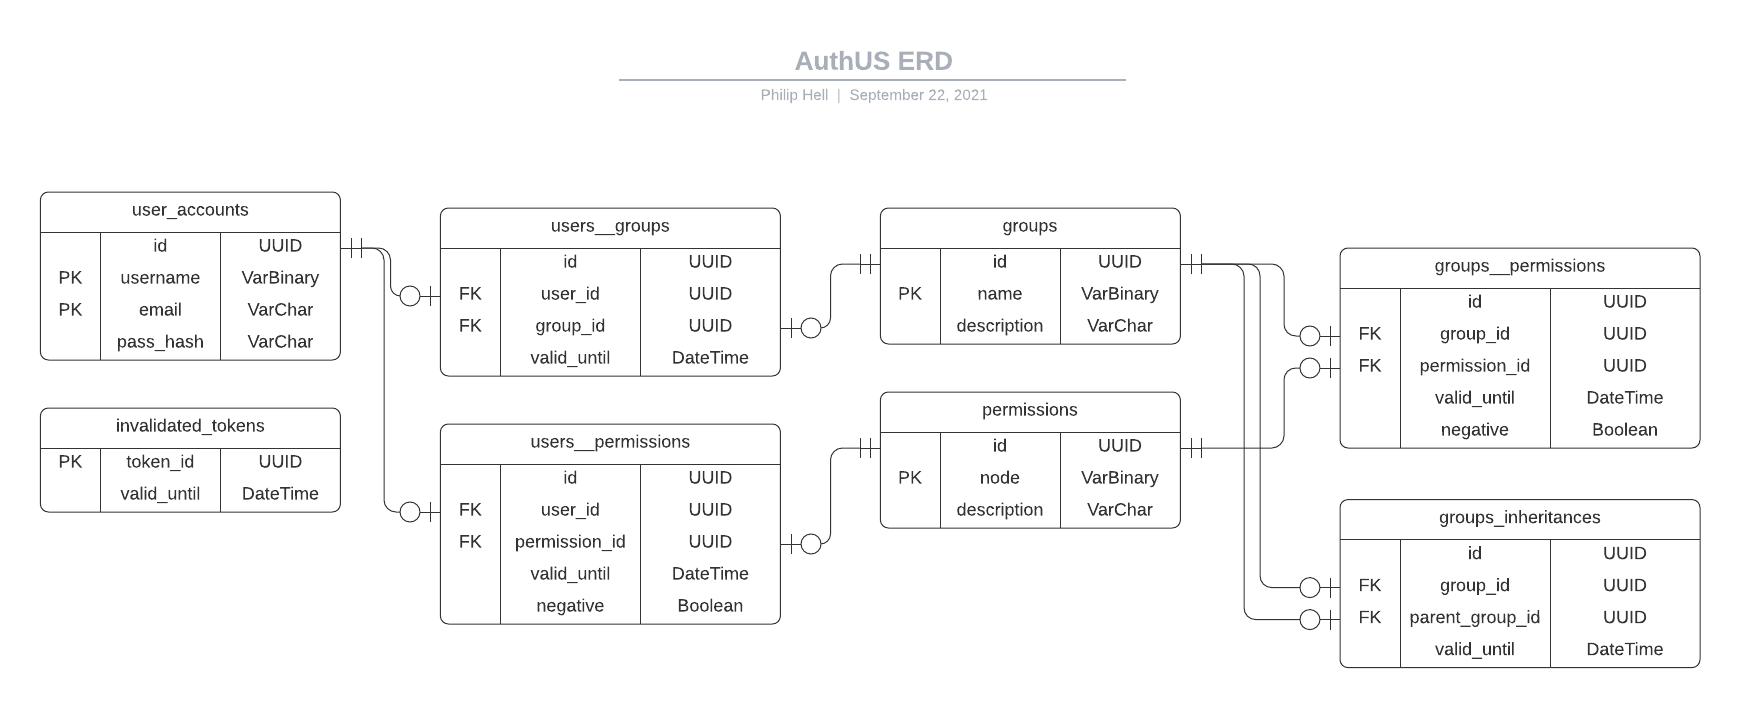 AuthUS ERD
Philip Hell | September 22, 2021
user_accounts
id UUID
PK username VarBinary
PK email VarChar
pass_hash VarChar
invalidated_tokens
PK token_id UUID
valid_until DateTime
users__groups
id UUID
FK user_id UUID
FK group_id UUID
valid_until DateTime
users__permissions
id UUID
FK user_id UUID
FK permission_id UUID
valid_until DateTime
negative Boolean
groups
id UUID
PK name VarBinary
description VarChar
permissions
id UUID
PK node VarBinary
description VarChar
groups__permissions
id UUID
FK group_id UUID
FK permission_id UUID
valid_until DateTime
negative Boolean
groups_inheritances
id UUID
FK group_id UUID
FK parent_group_id UUID
valid_until DateTime